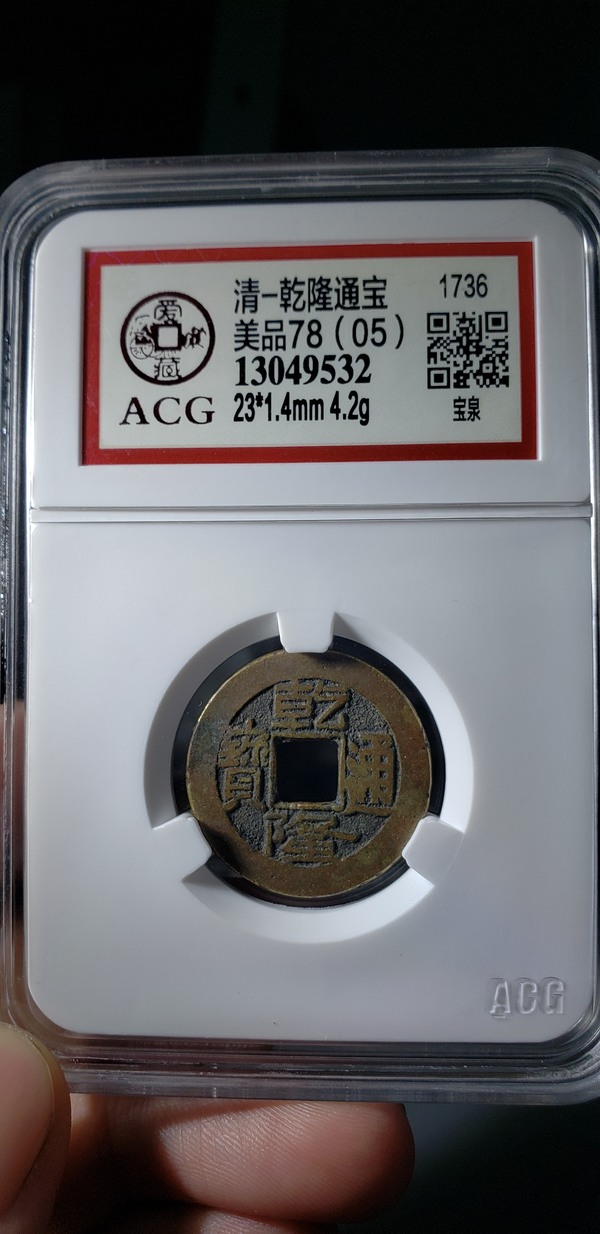 清-乾隆通宝
1736
美品78（05）
13049532
ACG
23*1.4mm 4.2g
宝泉
乾隆通寶
ACG